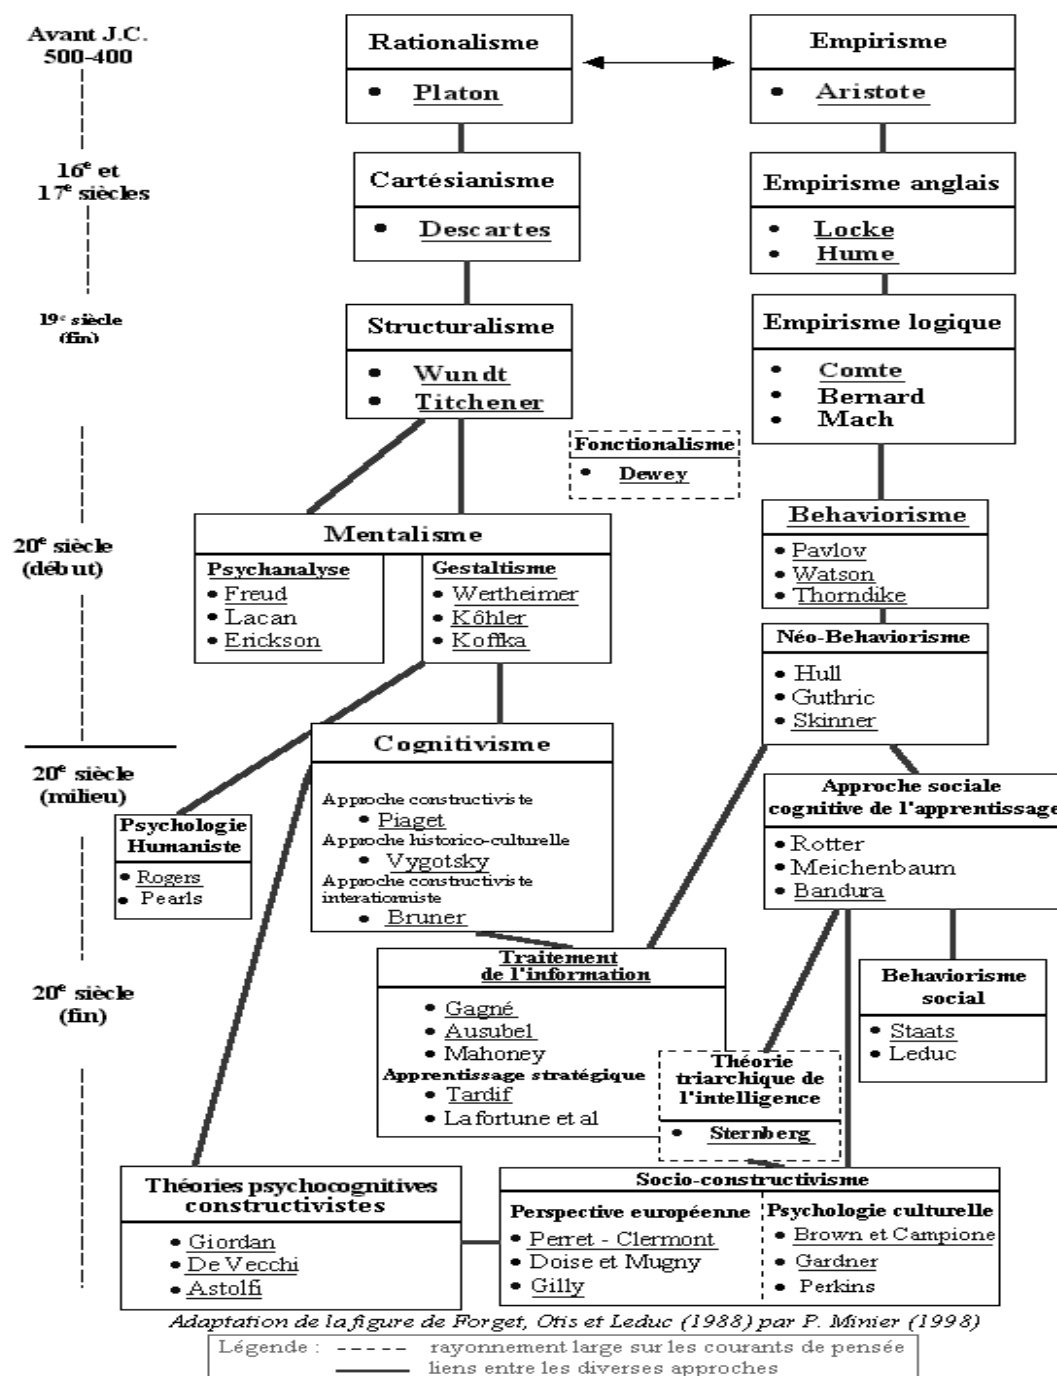 Avant J.C.
500-400
Rationalisme
• Platon
Empirisme
• Aristote
16e et
17e siècles
Cartésianisme
• Descartes
Empirisme anglais
• Locke
• Hume
19e siècle
(fin)
Structuralisme
• Wundt
• Titchener
Empirisme logique
• Comte
• Bernard
• Mach
Fonctionalisme
• Dewey
20e siècle
(début)
Mentalisme
Psychanalyse
• Freud
• Lacan
• Erickson
Gestaltisme
• Wertheimer
• Kôhler
• Koffka
Behaviorisme
• Pavlov
• Watson
• Thorndike
Néo-Behaviorisme
• Hull
• Guthric
• Skinner
20e siècle
(milieu)
Cognitivisme
Approche constructiviste
• Piaget
Approche historico-culturelle
• Vygotsky
Approche constructiviste
interationniste
• Bruner
Psychologie
Humaniste
• Rogers
• Pearls
Approche sociale
cognitive de l'apprentissage
• Rotter
• Meichenbaum
• Bandura
20e siècle
(fin)
Traitement
de l'information
• Gagné
• Ausubel
• Mahoney
Apprentissage stratégique
• Tardif
• Lafortune et al
Behaviorisme
social
• Staats
• Leduc
Théorie
triarchique de
l'intelligence
• Sternberg
Théories psychocognitives
constructivistes
• Giordan
• De Vecchi
• Astolfi
Socio-constructivisme
Perspective européenne
• Perret - Clermont
• Doise et Mugny
• Gilly
Psychologie culturelle
• Brown et Campione
• Gardner
• Perkins
Adaptation de la figure de Forget, Otis et Leduc (1988) par P. Minier (1998)
Légende : ----- rayonnement large sur les courants de pensée
liens entre les diverses approches